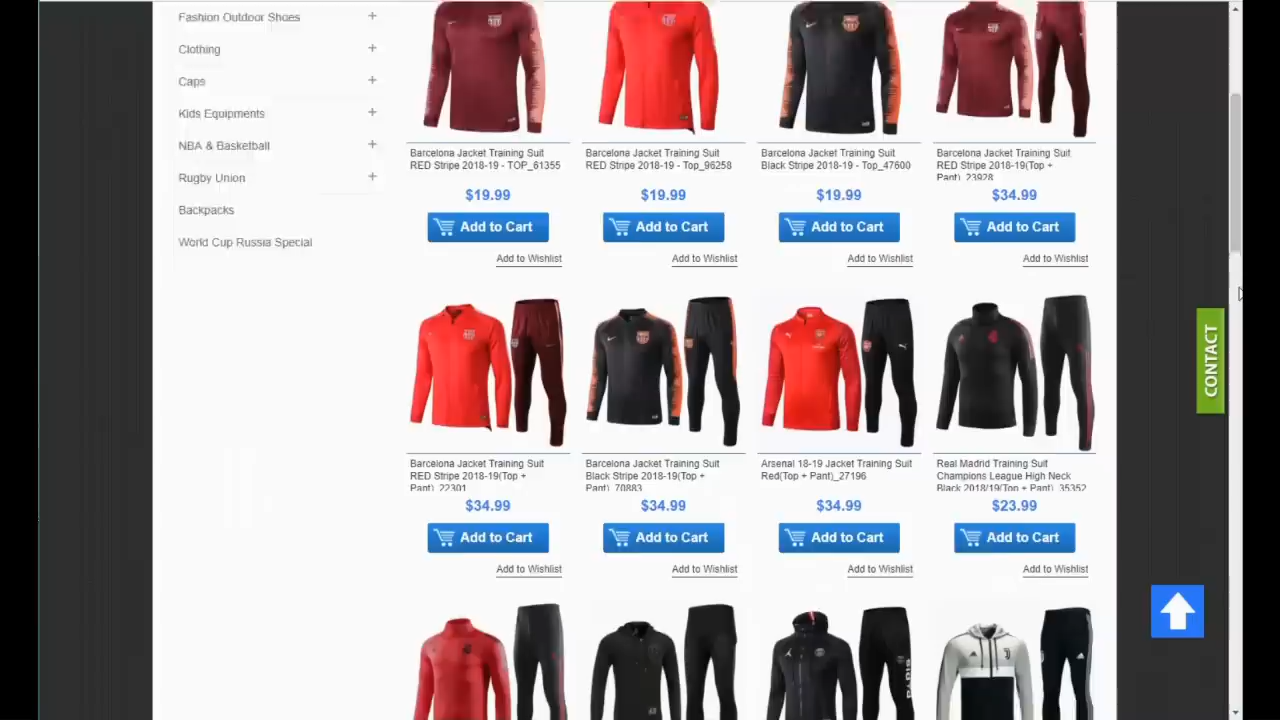 Fashion Outdoor Shoes +
Clothing +
Caps +
Kids Equipments +
NBA & Basketball +
Rugby Union +
Backpacks
World Cup Russia Special
Barcelona Jacket Training Suit
RED Stripe 2018-19 - TOP_61355
$19.99
Add to Cart
Add to Wishlist
Barcelona Jacket Training Suit
RED Stripe 2018-19 - Top_96258
$19.99
Add to Cart
Add to Wishlist
Barcelona Jacket Training Suit
Black Stripe 2018-19 - Top_47600
$19.99
Add to Cart
Add to Wishlist
Barcelona Jacket Training Suit
RED Stripe 2018-19(Top +
Pant)_23928
$34.99
Add to Cart
Add to Wishlist
Barcelona Jacket Training Suit
RED Stripe 2018-19(Top +
Pant)_22301
$34.99
Add to Cart
Add to Wishlist
Barcelona Jacket Training Suit
Black Stripe 2018-19(Top +
Pant)_70883
$34.99
Add to Cart
Add to Wishlist
Arsenal 18-19 Jacket Training Suit
Red(Top + Pant)_27196
$34.99
Add to Cart
Add to Wishlist
Real Madrid Training Suit
Champions League High Neck
Black 2018/19(Top + Pant)_35352
$23.99
Add to Cart
Add to Wishlist
PARIS
CONTACT